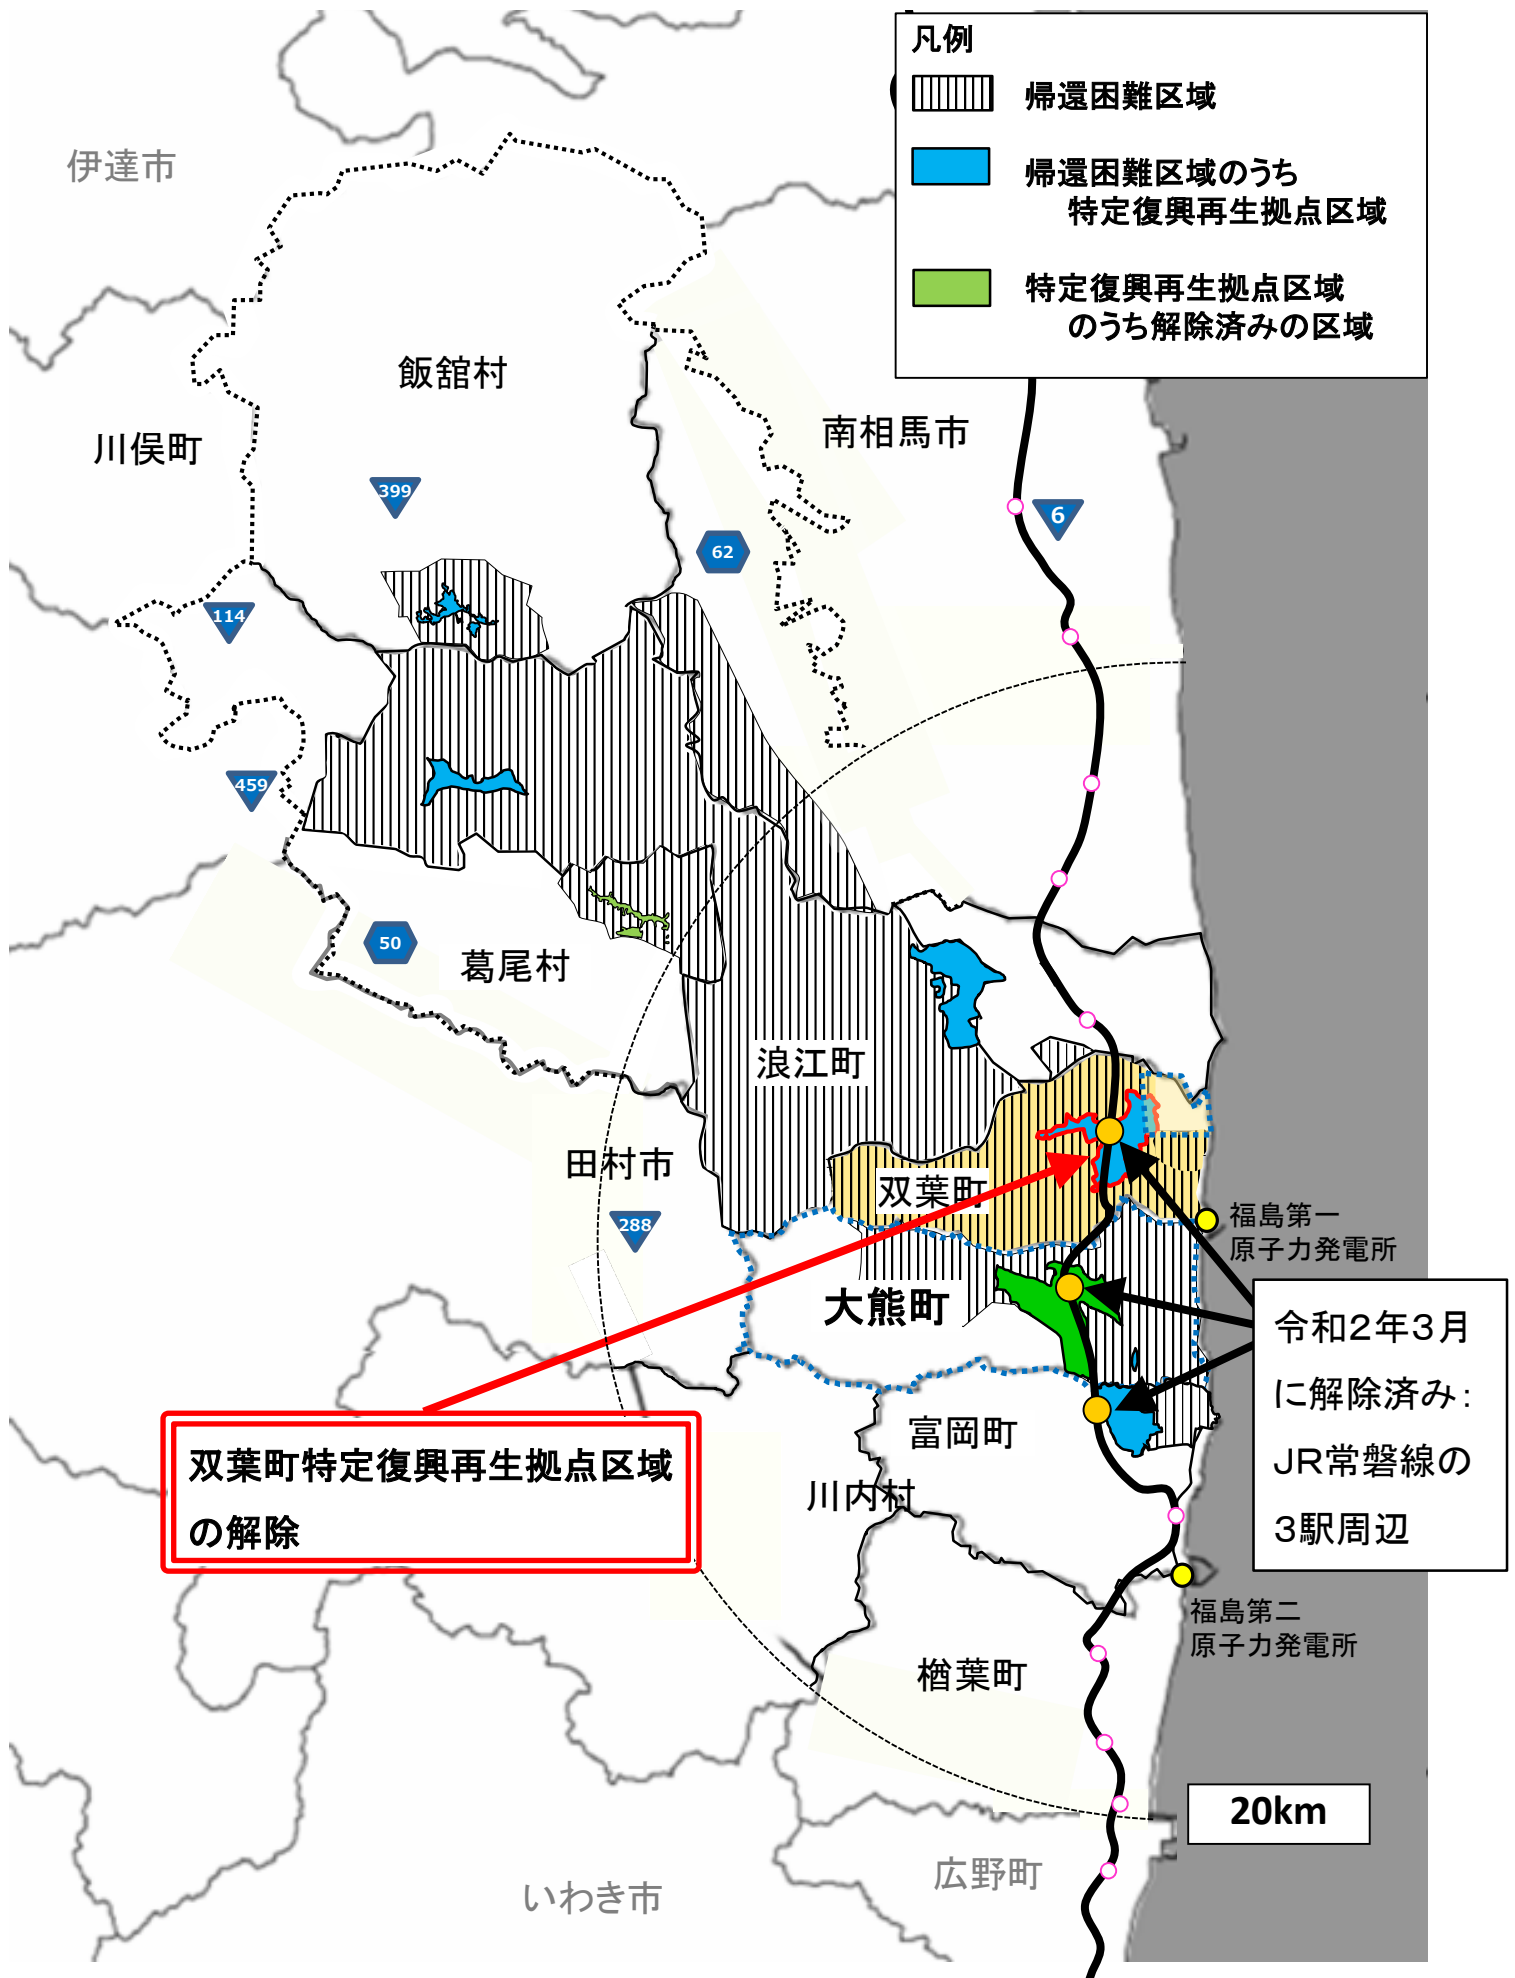 凡例
帰還困難区域
帰還困難区域のうち
特定復興再生拠点区域
特定復興再生拠点区域
のうち解除済みの区域
伊達市
飯舘村
川俣町
南相馬市
399
6
62
114
459
50
葛尾村
浪江町
田村市
双葉町
288
福島第一
原子力発電所
大熊町
令和2年3月
に解除済み：
JR常磐線の
3駅周辺
富岡町
双葉町特定復興再生拠点区域
の解除
川内村
福島第二
原子力発電所
楢葉町
20km
広野町
いわき市